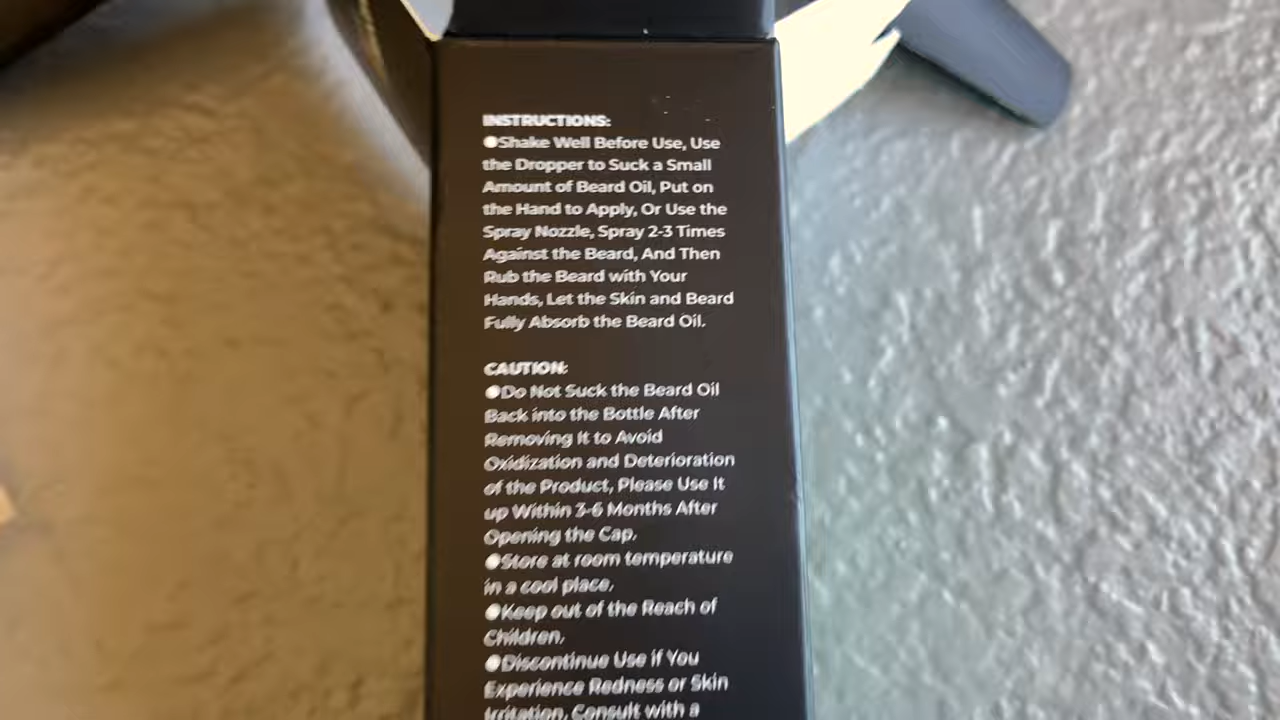 INSTRUCTIONS:
●Shake Well Before Use, Use
the Dropper to Suck a Small
Amount of Beard Oil, Put on
the Hand to Apply, Or Use the
Spray Nozzle, Spray 2-3 Times
Against the Beard, And Then
Rub the Beard with Your
Hands, Let the Skin and Beard
Fully Absorb the Beard Oil.
CAUTION:
●Do Not Suck the Beard Oil
Back into the Bottle After
Removing It to Avoid
Oxidization and Deterioration
of the Product, Please Use It
up Within 3-6 Months After
Opening the Cap.
●Store at room temperature
in a cool place.
●Keep out of the Reach of
Children.
●Discontinue Use if You
Experience Redness or Skin
Irritation, Consult with a